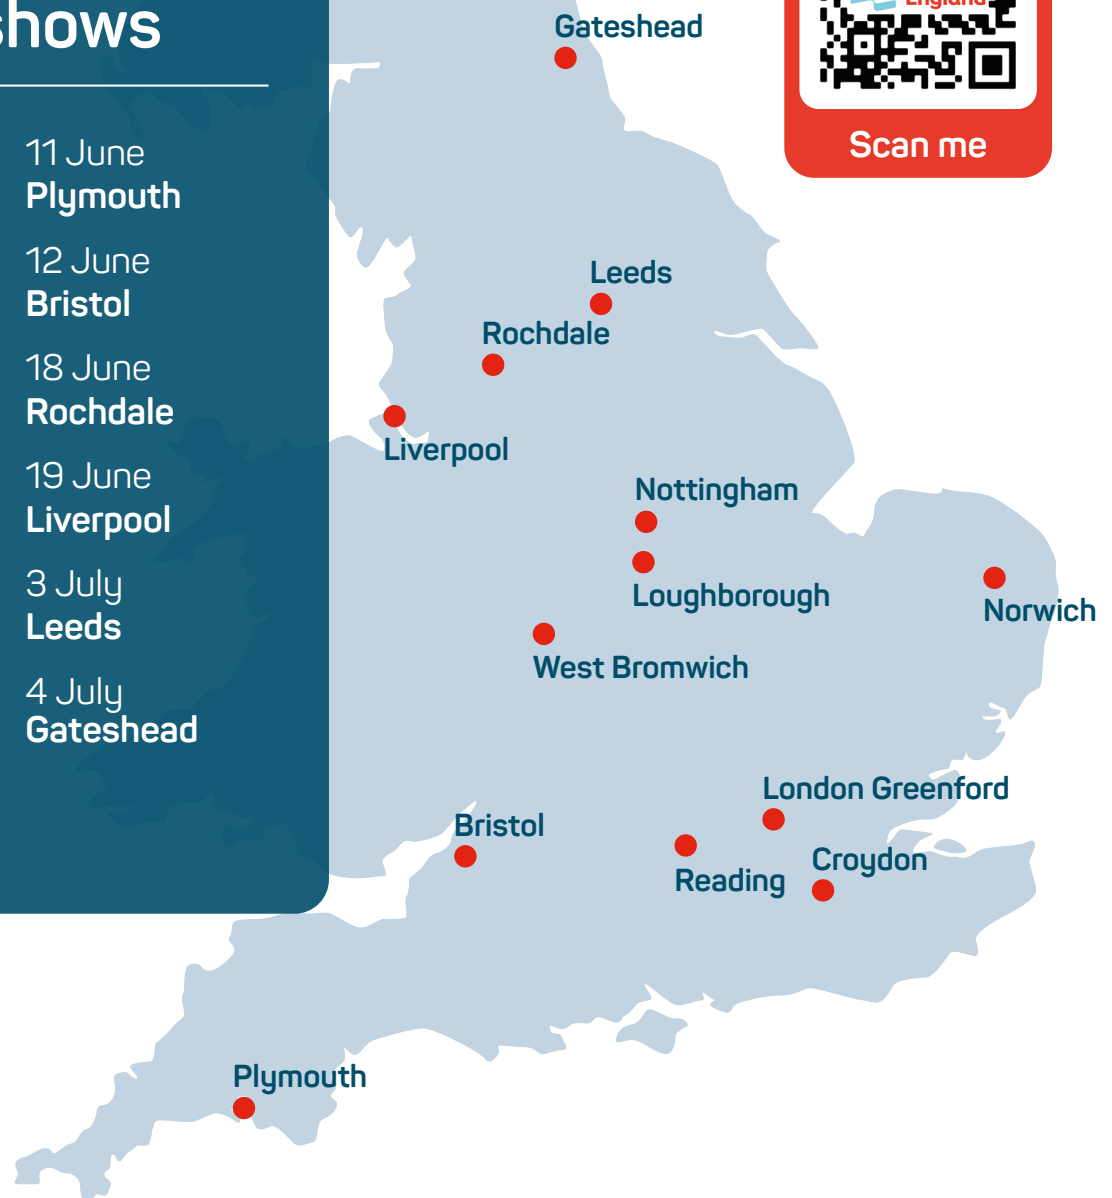 shows
11 June
Plymouth
12 June
Bristol
18 June
Rochdale
19 June
Liverpool
3 July
Leeds
4 July
Gateshead
England
Scan me
Gateshead
Leeds
Rochdale
Liverpool
Nottingham
Loughborough
Norwich
West Bromwich
London Greenford
Bristol
Croydon
Reading
Plymouth